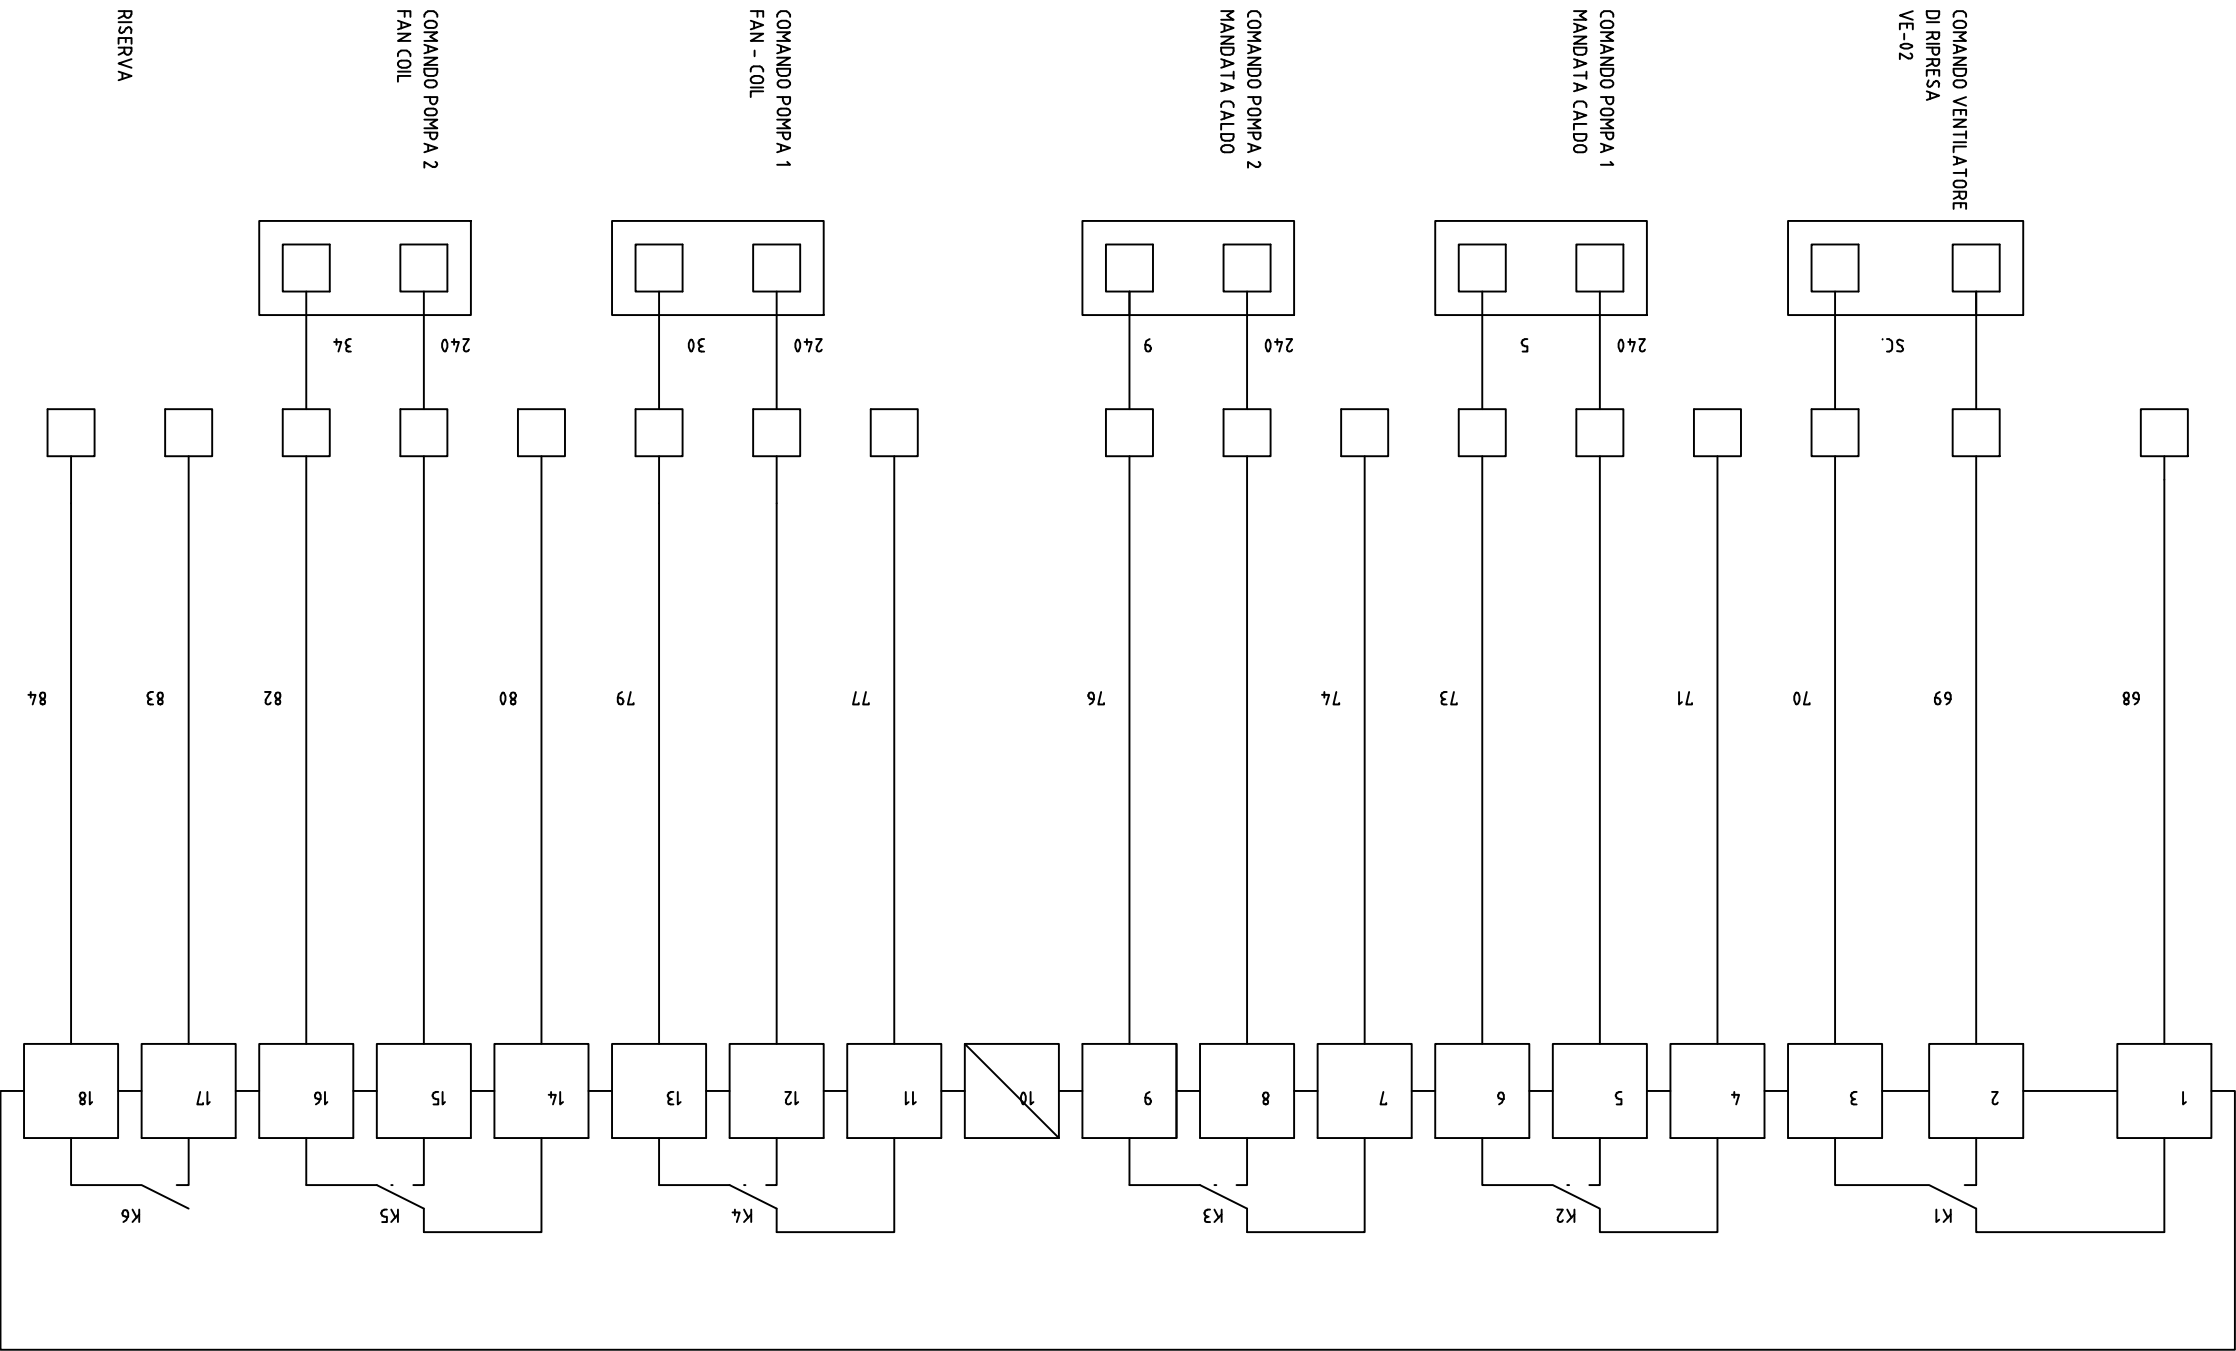 K1
K2
K3
K4
K5
K6
1
2
3
4
5
6
7
8
9
10
11
12
13
14
15
16
17
18
68
69
70
71
73
74
76
77
79
80
82
83
84
SC.
240
5
240
9
240
30
240
34
COMANDO VENTILATORE
DI RIPRESA
VE-02
COMANDO POMPA 1
MANDATA CALDO
COMANDO POMPA 2
MANDATA CALDO
COMANDO POMPA 1
FAN - COIL
COMANDO POMPA 2
FAN COIL
RISERVA